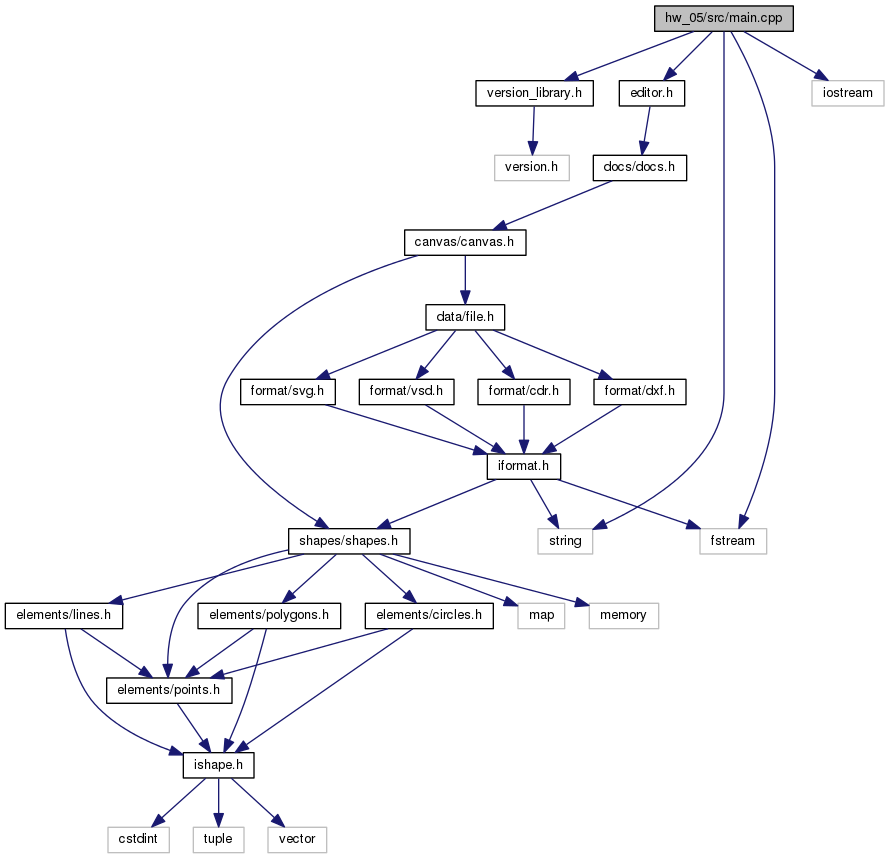 hw_05/src/main.cpp
version_library.h
editor.h
iostream
version.h
docs/docs.h
canvas/canvas.h
data/file.h
format/svg.h
format/vsd.h
format/cdr.h
format/dxf.h
iformat.h
shapes/shapes.h
string
fstream
elements/lines.h
elements/polygons.h
elements/circles.h
map
memory
elements/points.h
ishape.h
cstdint
tuple
vector